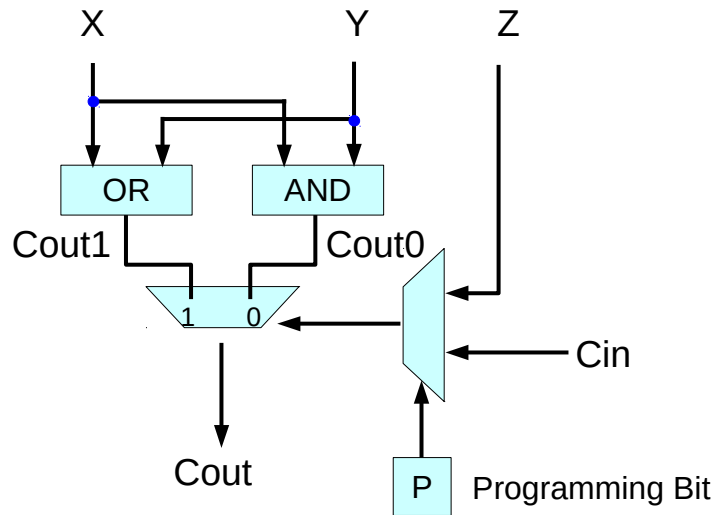 X Y Z
OR AND
Cout1 Cout0
1 0
Cin
Cout
P Programming Bit